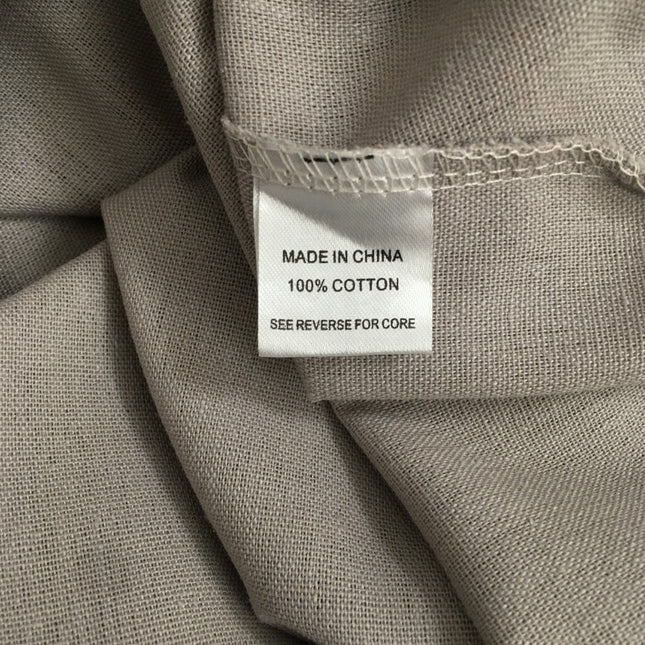 MADE IN CHINA
100% COTTON
SEE REVERSE FOR CORE